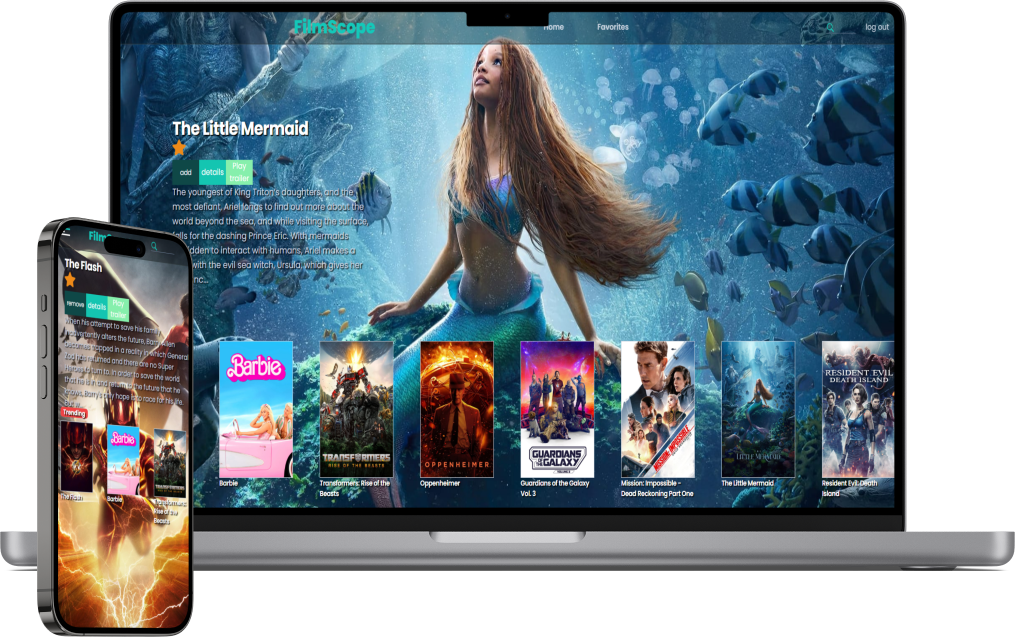 FilmScope
Home
Favorites
log out
The Little Mermaid
add
details
Play
trailer
The youngest of King Triton's daughters, and the
most defiant, Ariel longs to find out more about the
world beyond the sea, and while visiting the surface,
falls for the dashing Prince Eric. With mermaids
dden to interact with humans, Ariel makes a
with the evil sea witch, Ursula, which gives her
nc...
Barbie
TRANSFORMERS
RISE OF THE BEASTS
OPPENHEIMER
GUARDIANS
OF THE GALAXY
VOLUME 3
MISSION: IMPOSSIBLE
THE LITTLE MERMAID
RESIDENT EVIL
DEATH ISLAND
Barbie
Transformers: Rise of the
Beasts
Oppenheimer
Guardians of the Galaxy
Vol. 3
Mission: Impossible -
Dead Reckoning Part One
The Little Mermaid
Resident Evil: Death
Island
Film
The Flash
remove
details
Play
trailer
When his attempt to save his family
inadvertently alters the future, Barry Allen
becomes trapped in a reality in which General
Zod has returned and there are no Super
Heroes to turn to. In order to save the world
that he is in and return to the future that he
knows, Barry's only hope is to race for his life.
Trending
Barbie
TRANSFORMERS
The Flash
Barbie
Transformers:
Rise of the
Beasts